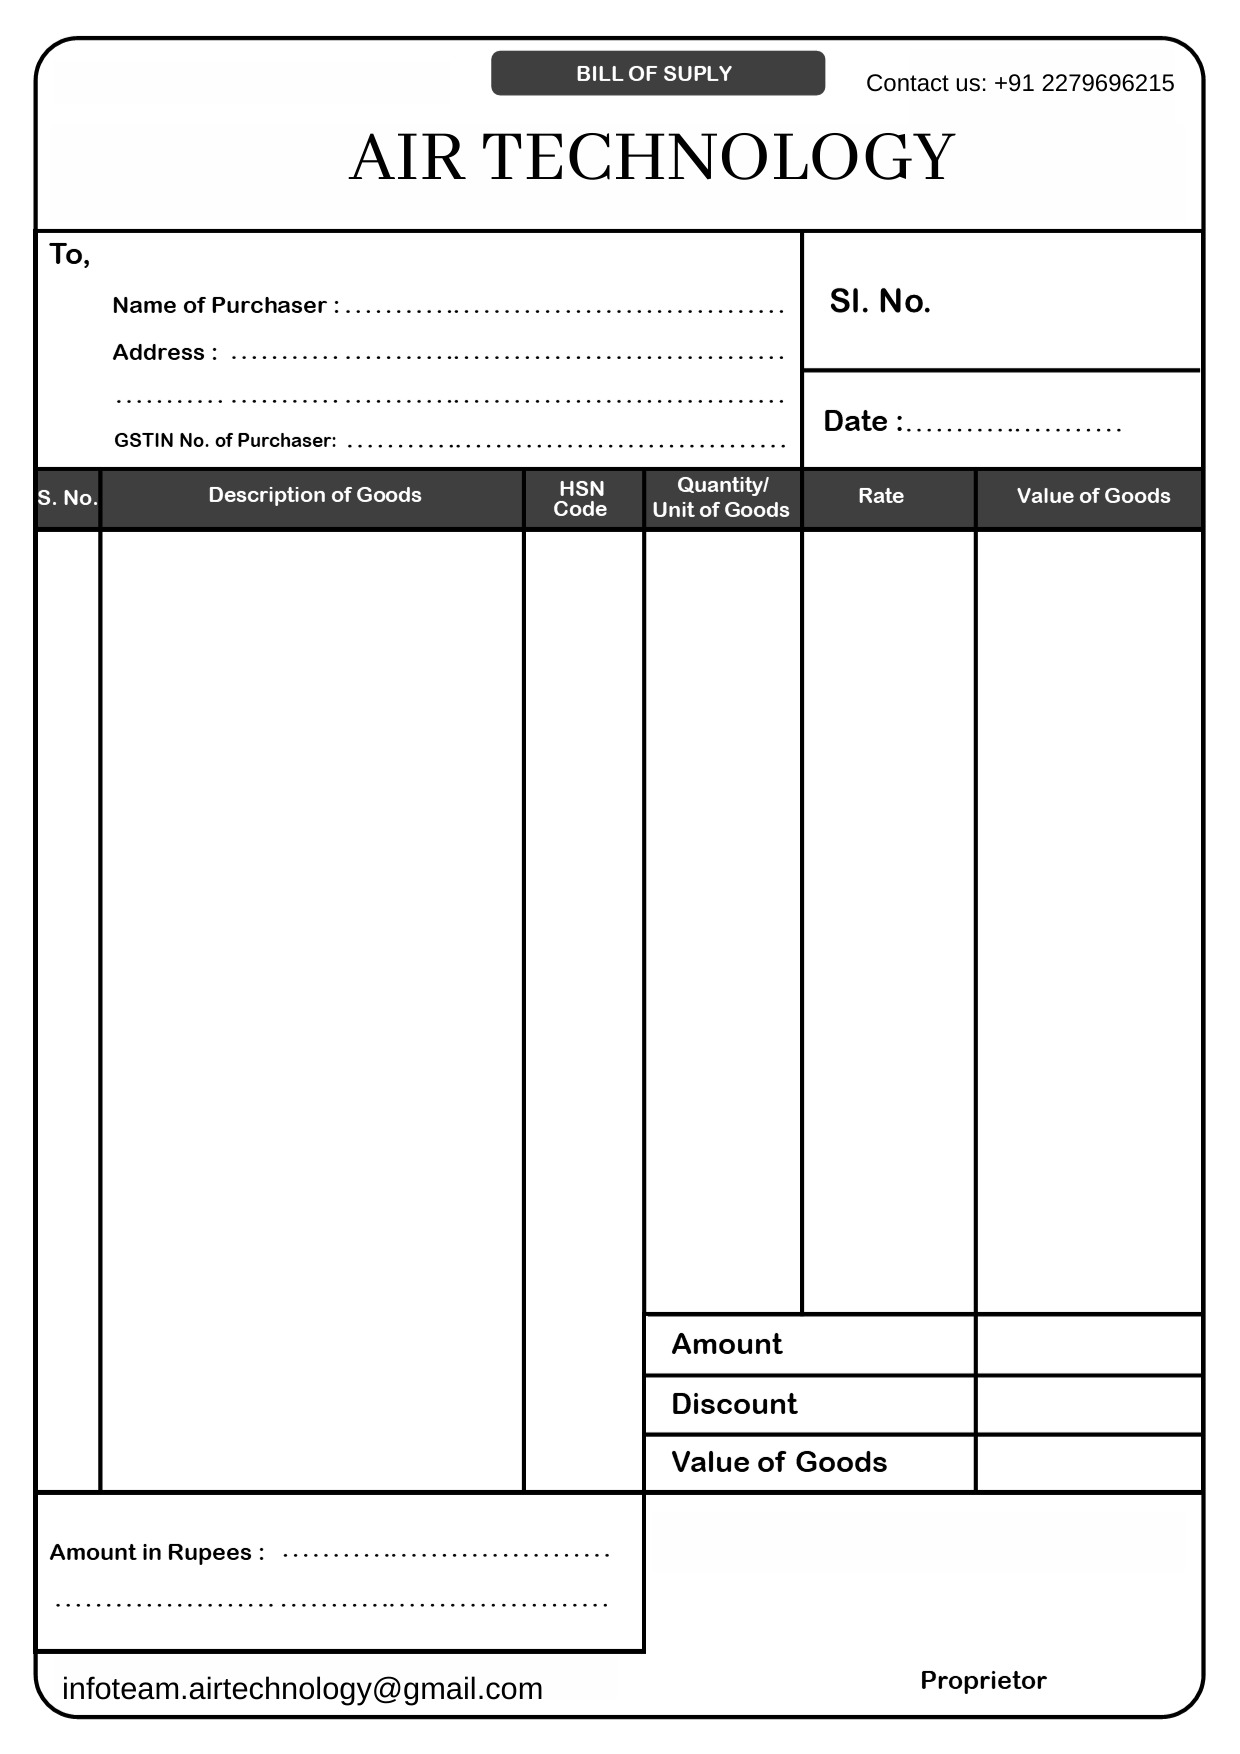 BILL OF SUPLY
Contact us: +91 2279696215
AIR TECHNOLOGY
To,
Name of Purchaser : ............................................
Address : .......................................................
...................................................................
GSTIN No. of Purchaser: ............................................
Sl. No.
Date :......................
S. No.
Description of Goods
HSN
Code
Quantity/
Unit of Goods
Rate
Value of Goods
Amount
Discount
Value of Goods
Amount in Rupees : .................................
.......................................................
infoteam.airtechnology@gmail.com
Proprietor